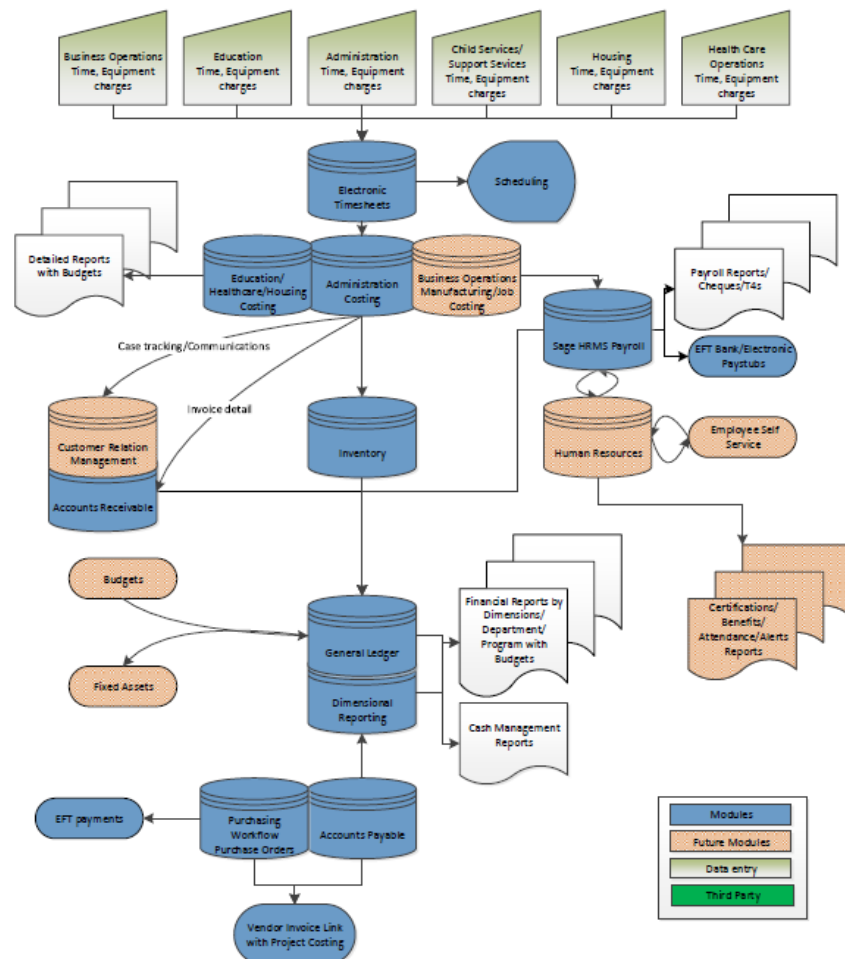 Business Operations
Time, Equipment
charges
Education
Time, Equipment
charges
Administration
Time, Equipment
charges
Child Services/
Support Sevices
Time, Equipment
charges
Housing
Time, Equipment
charges
Health Care
Operations
Time, Equipment
charges
Electronic
Timesheets
Scheduling
Detailed Reports
with Budgets
Education/
Healthcare/Housing
Costing
Administration
Costing
Business Operations
Manufacturing/Job
Costing
Payroll Reports/
Cheques/T4s
Sage HRMS Payroll
EFT Bank/Electronic
Paystubs
Case tracking/Communications
Invoice detail
Customer Relation
Management
Accounts Receivable
Inventory
Human Resources
Employee Self
Service
Budgets
Fixed Assets
General Ledger
Dimensional
Reporting
Financial Reports by
Dimensions/
Department/
Program with
Budgets
Cash Management
Reports
Certifications/
Benefits/
Attendance/Alerts
Reports
EFT payments
Purchasing
Workflow
Purchase Orders
Accounts Payable
Vendor Invoice Link
with Project Costing
Modules
Future Modules
Data entry
Third Party